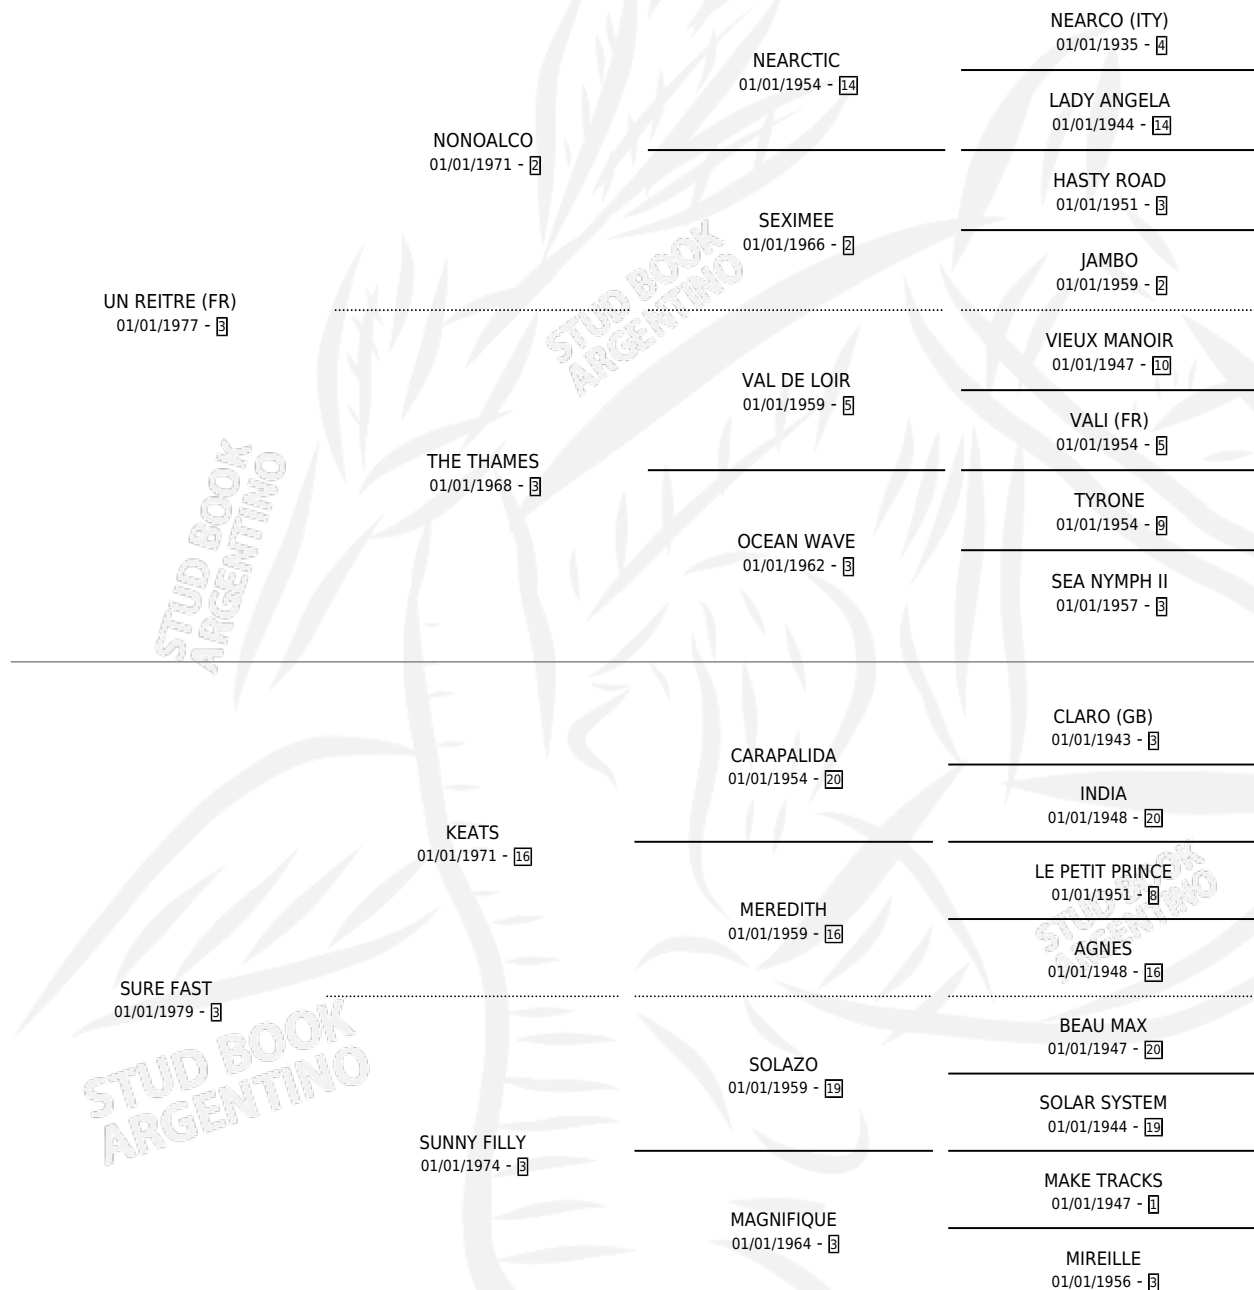 NEARCO (ITY)
01/01/1935 - 4
NEARCTIC
01/01/1954 - 14
LADY ANGELA
01/01/1944 - 14
NONOALCO
01/01/1971 - 2
HASTY ROAD
01/01/1951 - 3
SEXIMEE
01/01/1966 - 2
JAMBO
01/01/1959 - 2
UN REITRE (FR)
01/01/1977 - 3
VIEUX MANOIR
01/01/1947 - 10
VAL DE LOIR
01/01/1959 - 5
VALI (FR)
01/01/1954 - 5
THE THAMES
01/01/1968 - 3
TYRONE
01/01/1954 - 9
OCEAN WAVE
01/01/1962 - 3
SEA NYMPH II
01/01/1957 - 3
CLARO (GB)
01/01/1943 - 3
CARAPALIDA
01/01/1954 - 20
INDIA
01/01/1948 - 20
KEATS
01/01/1971 - 16
LE PETIT PRINCE
01/01/1951 - 8
MEREDITH
01/01/1959 - 16
AGNES
01/01/1948 - 16
SURE FAST
01/01/1979 - 3
BEAU MAX
01/01/1947 - 20
SOLAZO
01/01/1959 - 19
SOLAR SYSTEM
01/01/1944 - 19
SUNNY FILLY
01/01/1974 - 3
MAKE TRACKS
01/01/1947 - 1
MAGNIFIQUE
01/01/1964 - 3
MIREILLE
01/01/1956 - 3
STUD BOOK
ARGENTINO
STUD BOOK
ARGENTINO
STUD BOOK
ARGENTINO
STUD BOOK
ARGENTINO